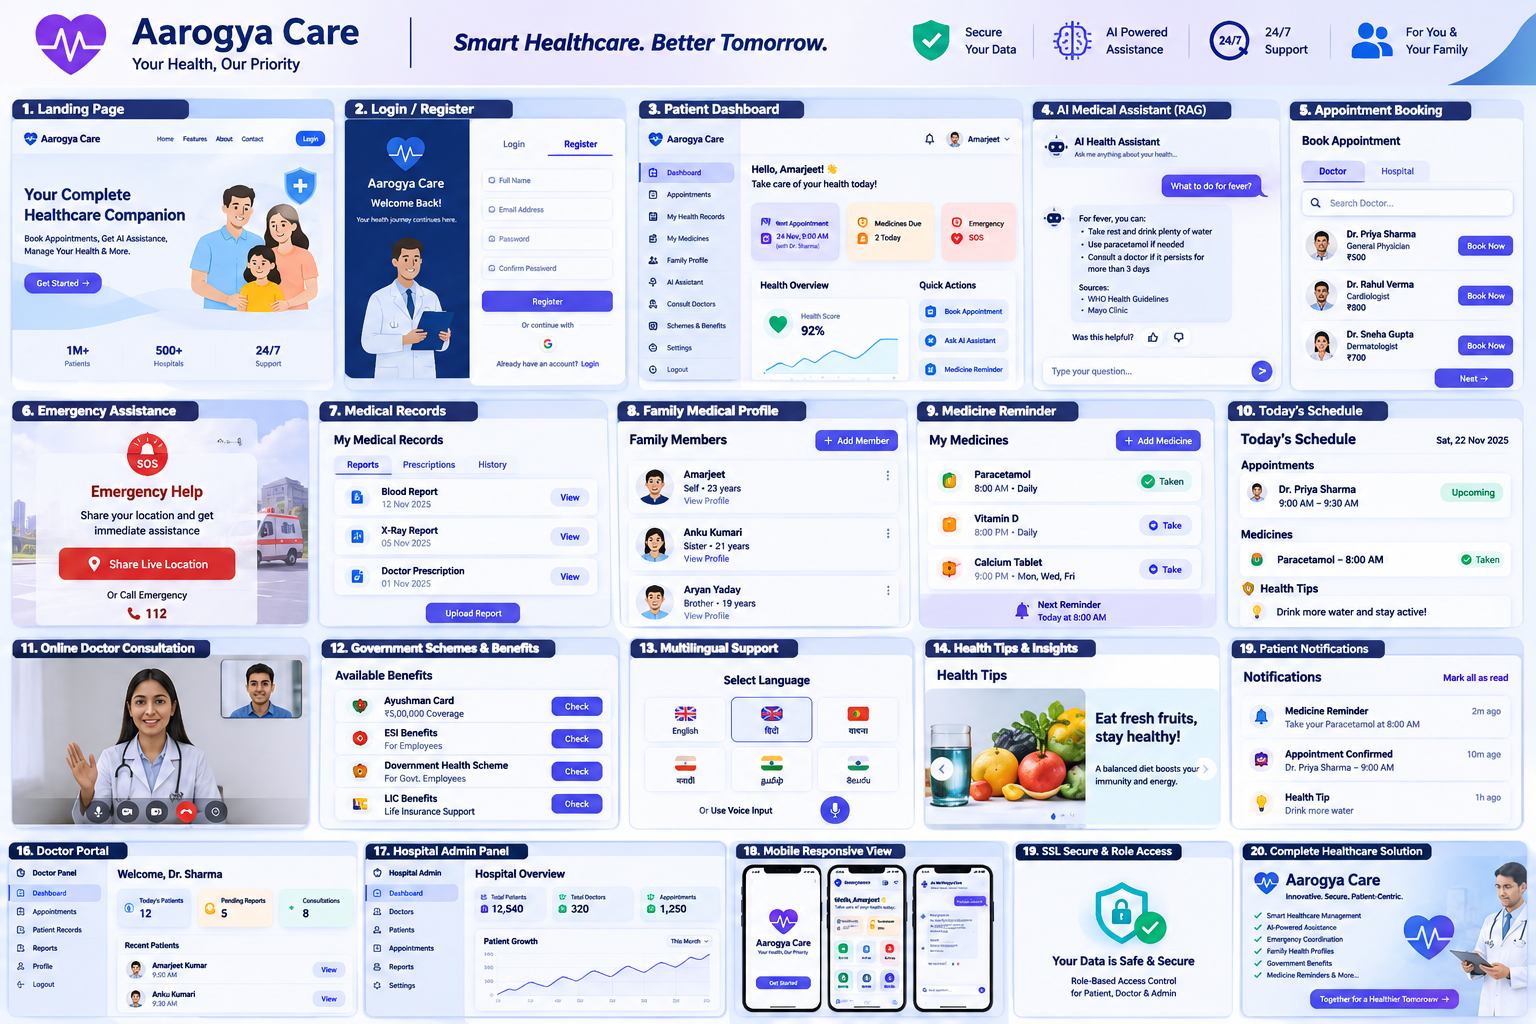 Aarogya Care
Your Health, Our Priority
Smart Healthcare. Better Tomorrow.
Secure
Your Data
AI Powered
Assistance
24/7
24/7
Support
For You &
Your Family
1. Landing Page
Aarogya Care
Home Features About Contact Login
Your Complete
Healthcare Companion
Book Appointments, Get AI Assistance,
Manage Your Health & More.
Get Started →
1M+
Patients
500+
Hospitals
24/7
Support
2. Login / Register
Aarogya Care
Welcome Back!
Your health journey continues here.
Login Register
Full Name
Email Address
Password
Confirm Password
Register
Or continue with
G
Already have an account? Login
3. Patient Dashboard
Aarogya Care
Amarjeet
Dashboard
Appointments
My Health Records
My Medicines
Family Profile
AI Assistant
Consult Doctors
Schemes & Benefits
Settings
Logout
Hello, Amarjeet! 👋
Take care of your health today!
Appointment
24 Nov, 9:00 AM
(with Dr. Sharma)
Medicines Due
2 Today
Emergency
SOS
Health Overview
Health Score
92%
Quick Actions
Book Appointment
Ask AI Assistant
Medicine Reminder
4. AI Medical Assistant (RAG)
AI Health Assistant
Ask me anything about your health...
What to do for fever?
For fever, you can:
• Take rest and drink plenty of water
• Use paracetamol if needed
• Consult a doctor if it persists for
more than 3 days
Sources:
• WHO Health Guidelines
• Mayo Clinic
Was this helpful?
Type your question...
5. Appointment Booking
Book Appointment
Doctor Hospital
Search Doctor...
Dr. Priya Sharma
General Physician
₹500
Book Now
Dr. Rahul Verma
Cardiologist
₹800
Book Now
Dr. Sneha Gupta
Dermatologist
₹700
Book Now
Next →
6. Emergency Assistance
SOS
Emergency Help
Share your location and get
immediate assistance
Share Live Location
Or Call Emergency
112
7. Medical Records
My Medical Records
Reports Prescriptions History
Blood Report
12 Nov 2025
View
X-Ray Report
05 Nov 2025
View
Doctor Prescription
01 Nov 2025
View
Upload Report
8. Family Medical Profile
Family Members
+ Add Member
Amarjeet
Self • 23 years
View Profile
Anku Kumari
Sister • 21 years
View Profile
Aryan Yaday
Brother • 19 years
View Profile
9. Medicine Reminder
My Medicines
+ Add Medicine
Paracetamol
8:00 AM • Daily
Taken
Vitamin D
8:00 PM • Daily
Take
Calcium Tablet
9:00 PM • Mon, Wed, Fri
Take
Next Reminder
Today at 8:00 AM
10. Today's Schedule
Today's Schedule
Sat, 22 Nov 2025
Appointments
Dr. Priya Sharma
9:00 AM – 9:30 AM
Upcoming
Medicines
Paracetamol – 8:00 AM
Taken
Health Tips
Drink more water and stay active!
11. Online Doctor Consultation
12. Government Schemes & Benefits
Available Benefits
Ayushman Card
₹5,00,000 Coverage
Check
ESI Benefits
For Employees
Check
Dovernment Health Scheme
For Govt. Employees
Check
LIC Benefits
Life Insurance Support
Check
13. Multilingual Support
Select Language
English
Or Use Voice Input
14. Health Tips & Insights
Health Tips
Eat fresh fruits,
stay healthy!
A balanced diet boosts your
immunity and energy.
19. Patient Notifications
Notifications
Mark all as read
Medicine Reminder
Take your Paracetamol at 8:00 AM
2m ago
Appointment Confirmed
Dr. Priya Sharma – 9:00 AM
10m ago
Health Tip
Drink more water
1h ago
16. Doctor Portal
Doctor Panel
Dashboard
Appointments
Patient Records
Reports
Profile
Logout
Welcome, Dr. Sharma
Today's Patients
12
Pending Reports
5
Consultations
8
Recent Patients
Amarjeet Kumar
9:00 AM
View
Anku Kumari
9:30 AM
View
17. Hospital Admin Panel
Hospital Admin
Dashboard
Doctors
Patients
Appointments
Reports
Settings
Hospital Overview
Total Patients
12,540
Total Doctors
320
Appointments
1,250
Patient Growth
This Month
18. Mobile Responsive View
Aarogya Care
Your Health, Our Priority
Get Started
Hello, Amarjeet!
19. SSL Secure & Role Access
Your Data is Safe & Secure
Role-Based Access Control
for Patient, Doctor & Admin
20. Complete Healthcare Solution
Aarogya Care
Innovative. Secure. Patient-Centric.
Smart Healthcare Management
AI-Powered Assistance
Emergency Coordination
Family Health Profiles
Government Benefits
Medicine Reminders & More...
Together for a Healthier Tomorrow →